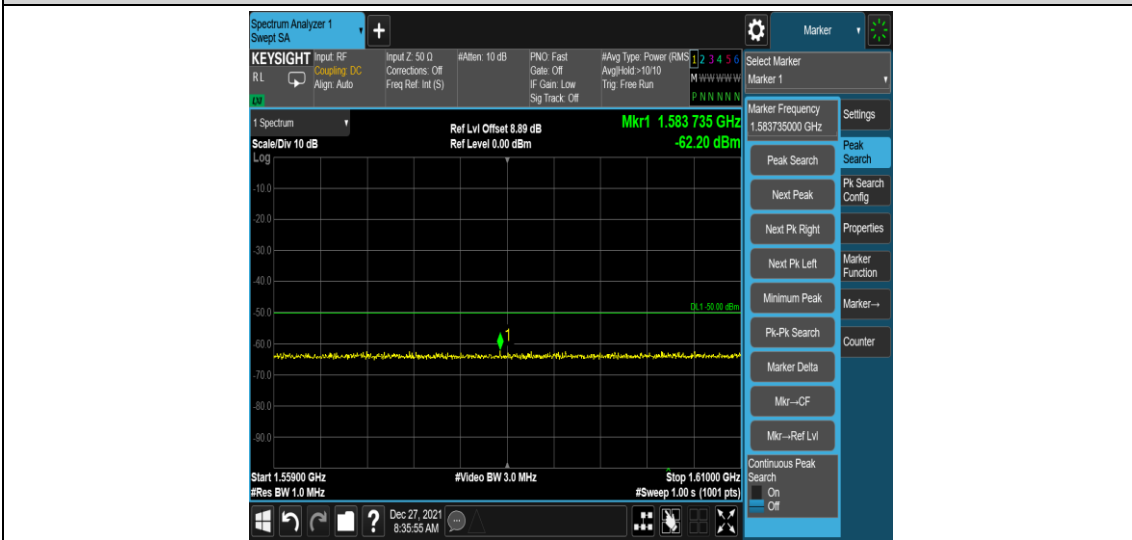 Spectrum Analyzer 1
Swept SA
+
Marker
KEYSIGHT
RL
LXI
Input: RF
Coupling: DC
Align: Auto
Input Z: 50 Ω
Corrections: Off
Freq Ref: Int (S)
#Atten: 10 dB
PNO: Fast
Gate: Off
IF Gain: Low
Sig Track: Off
#Avg Type: Power (RMS
Avg|Hold:>10/10
Trig: Free Run
1 2 3 4 5 6
M W W W W W
P N N N N N
Select Marker
Marker 1
1 Spectrum
Ref Lvl Offset 8.89 dB
Mkr1 1.583 735 GHz
Scale/Div 10 dB
Ref Level 0.00 dBm
-62.20 dBm
Log
-10.0
-20.0
-30.0
-40.0
DL1 -50.00 dBm
-50.0
1
-60.0
-70.0
-80.0
-90.0
Start 1.55900 GHz
#Video BW 3.0 MHz
Stop 1.61000 GHz
#Res BW 1.0 MHz
#Sweep 1.00 s (1001 pts)
Marker Frequency
1.583735000 GHz
Peak Search
Next Peak
Next Pk Right
Next Pk Left
Minimum Peak
Pk-Pk Search
Marker Delta
Mkr→CF
Mkr→Ref Lvl
Continuous Peak
Search
On
Off
Settings
Peak
Search
Pk Search
Config
Properties
Marker
Function
Marker→
Counter
?
Dec 27, 2021
8:35:55 AM